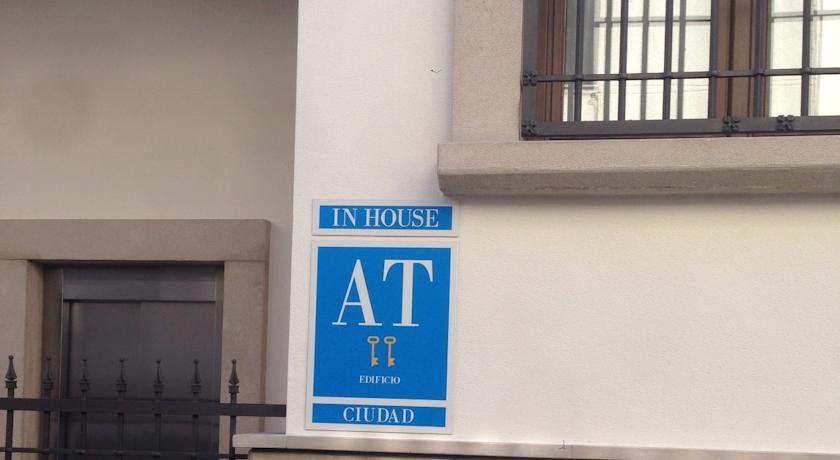 IN HOUSE
AT
EDIFICIO
CIUDAD